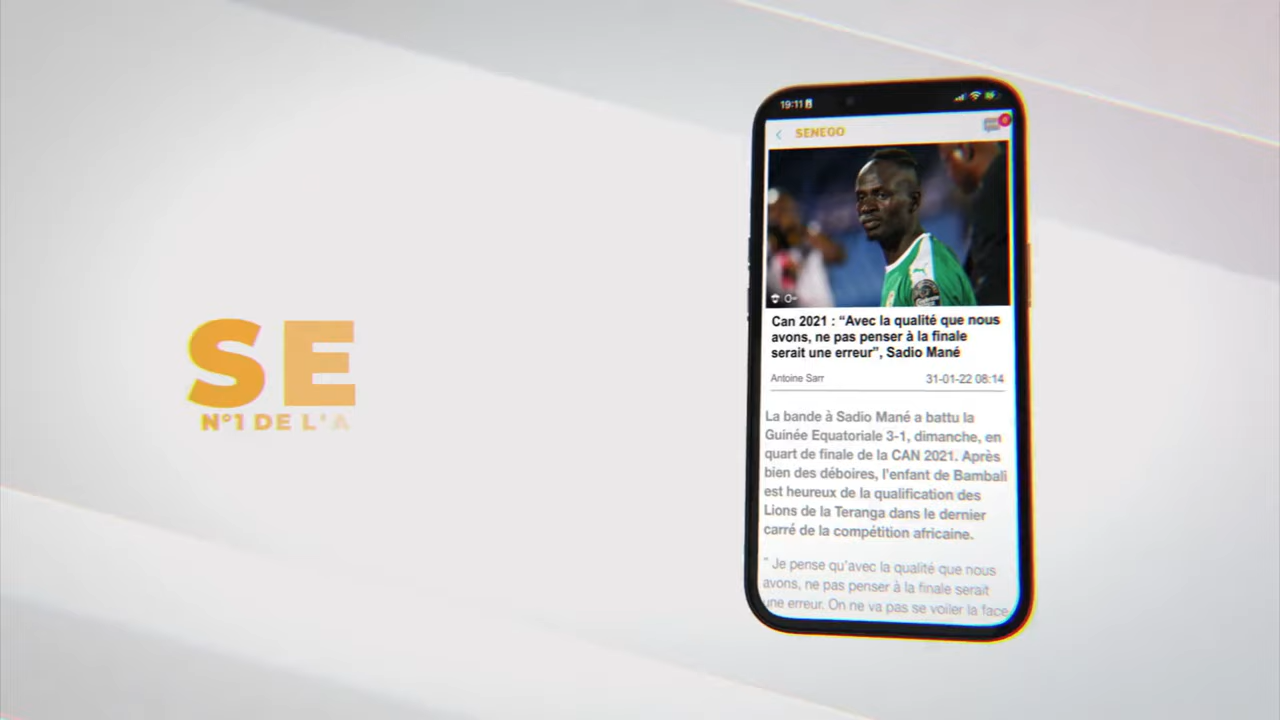 SE
N°1 DE L'A
19:11
SENEGO
Can 2021 : “Avec la qualité que nous
avons, ne pas penser à la finale
serait une erreur”, Sadio Mané
Antoine Sarr 31-01-22 08:14
La bande à Sadio Mané a battu la
Guinée Equatoriale 3-1, dimanche, en
quart de finale de la CAN 2021. Après
bien des déboires, l'enfant de Bambali
est heureux de la qualification des
Lions de la Teranga dans le dernier
carré de la compétition africaine.
" Je pense qu'avec la qualité que nous
avons, ne pas penser à la finale serait
une erreur. On ne va pas se voiler la face